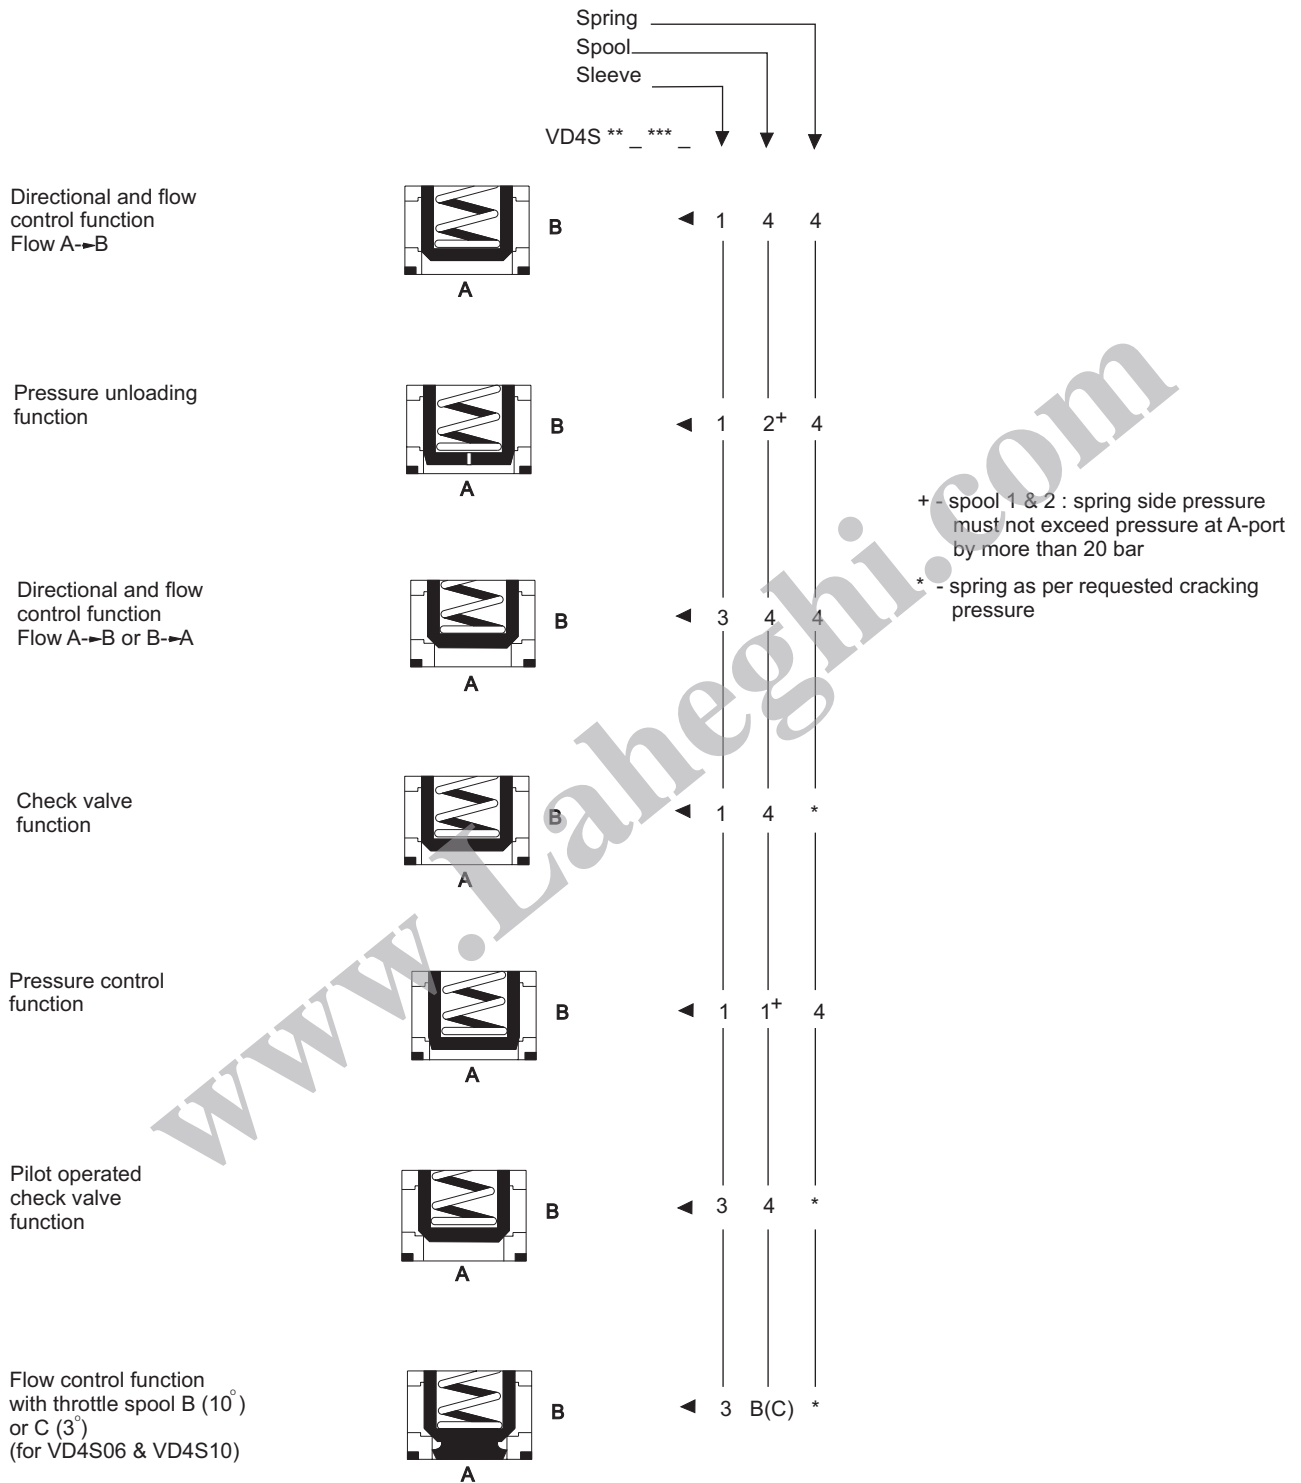 Spring
Spool
Sleeve
VD4S ** _ *** _
Directional and flow
control function
Flow A-►B
B
A
◄ 1 4 4
Pressure unloading
function
B
A
◄ 1 2+ 4
+ - spool 1 & 2 : spring side pressure
must not exceed pressure at A-port
by more than 20 bar
* - spring as per requested cracking
pressure
Directional and flow
control function
Flow A-►B or B-►A
B
A
◄ 3 4 4
Check valve
function
B
A
◄ 1 4 *
Pressure control
function
B
A
◄ 1 1+ 4
Pilot operated
check valve
function
B
A
◄ 3 4 *
Flow control function
with throttle spool B (10°)
or C (3°)
(for VD4S06 & VD4S10)
B
A
◄ 3 B(C) *
www.Laheghi.com